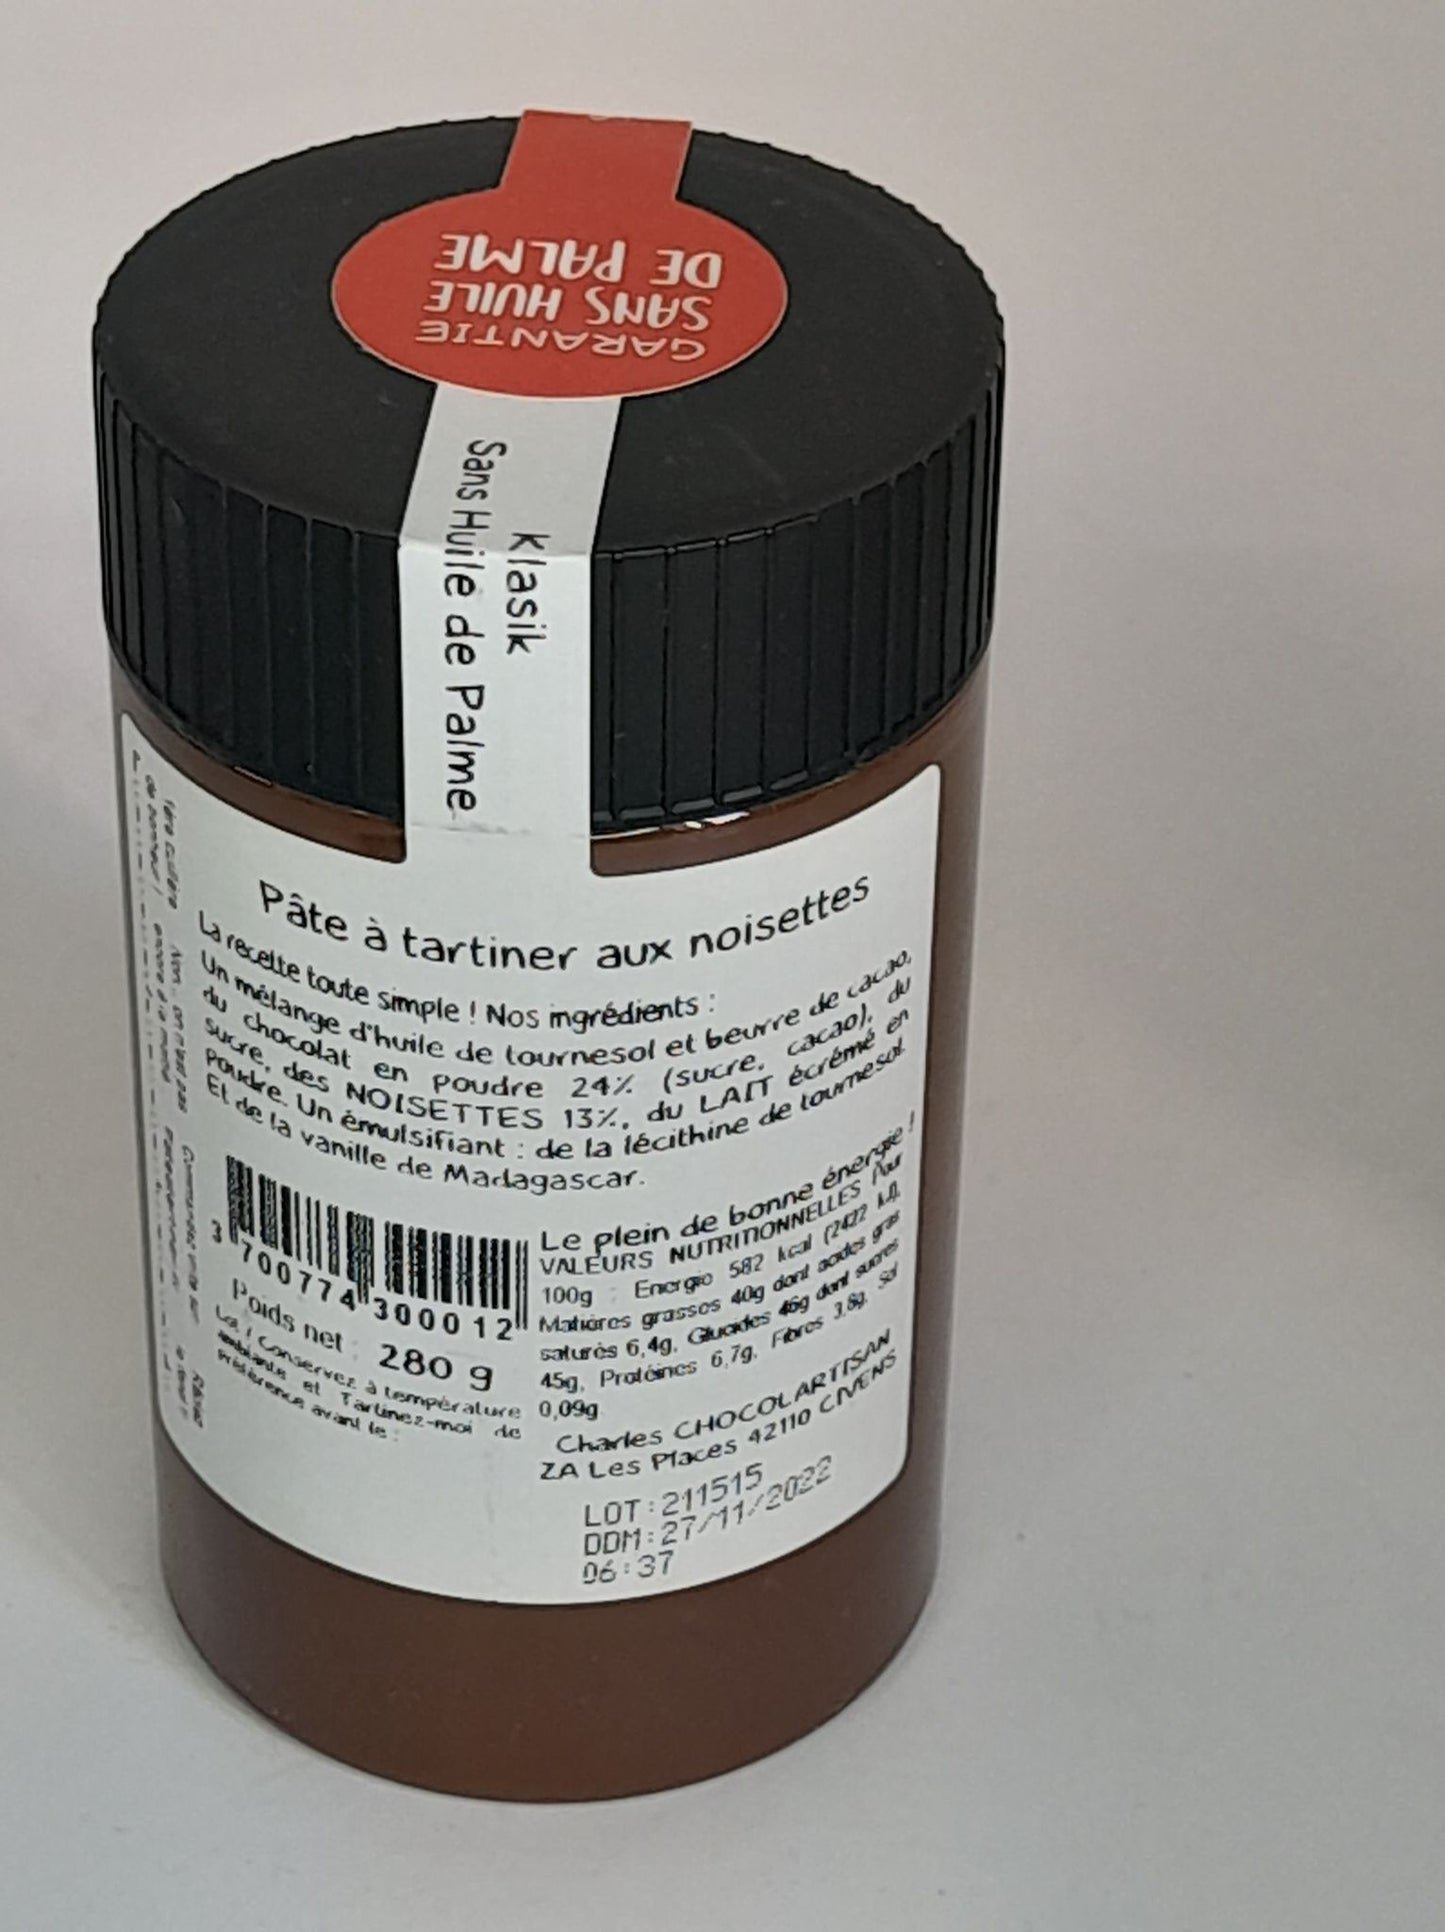 GARANTIE
SANS HUILE
DE PALME
Klasik
Sans Huile de Palme
Pâte à tartiner aux noisettes
La recette toute simple ! Nos ingrédients :
Un mélange d'huile de tournesol et beurre de cacao,
du chocolat en poudre 24% (sucre, cacao), du
sucre, des NOISETTES 13%, du LAIT écrémé en
poudre. Un émulsifiant : de la lécithine de tournesol.
Et de la vanille de Madagascar.
3 700774 300012
Poids net : 280 g
Lot / Conservez à température
ambiante et Tartinez-moi de
préférence avant le :
Le plein de bonne énergie !
VALEURS NUTRITIONNELLES pour
100g : Energie 582 kcal (2422 kJ),
Matières grasses 40g dont acides gras
saturés 6,4g, Glucides 46g dont sucres
45g, Protéines 6,7g, Fibres 3,8g, Sel
0,09g
Charles CHOCOLARTISAN
ZA Les Places 42110 CIVENS
LOT:211515
DDM:27/11/2022
06:37